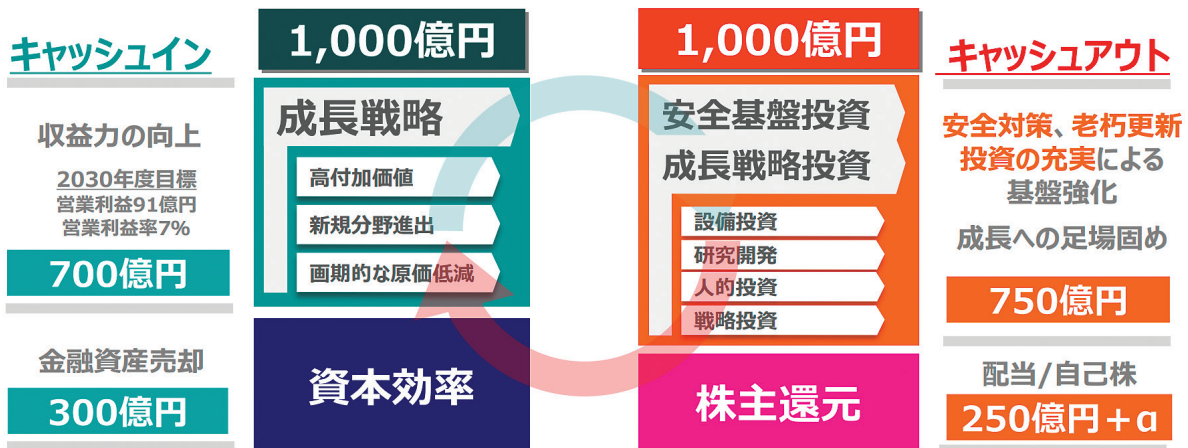 キャッシュイン
収益力の向上
2030年度目標
営業利益91億円
営業利益率7%
700億円
金融資産売却
300億円
1,000億円
成長戦略
高付加価値
新規分野進出
画期的な原価低減
資本効率
1,000億円
安全基盤投資
成長戦略投資
設備投資
研究開発
人的投資
戦略投資
株主還元
キャッシュアウト
安全対策、老朽更新
投資の充実による
基盤強化
成長への足場固め
750億円
配当/自己株
250億円+α